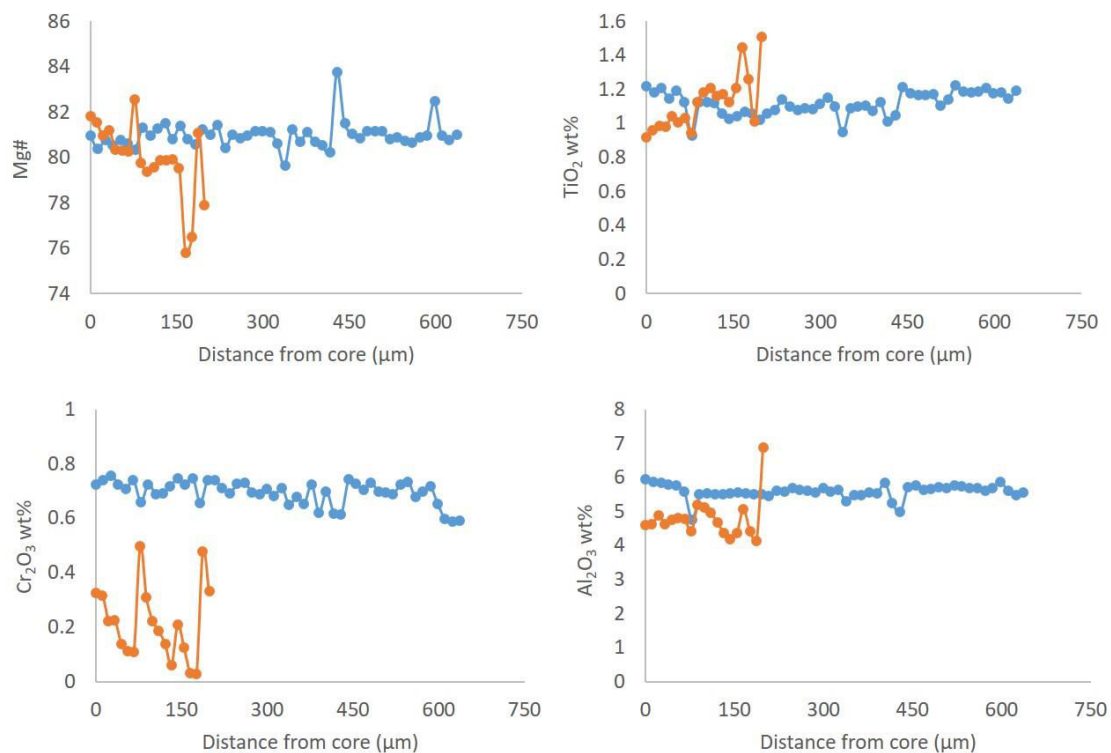 86
84
82
80
78
76
74
Mg#
0 150 300 450 600 750
Distance from core (µm)
1.6
1.4
1.2
1
0.8
0.6
0.4
0.2
0
TiO₂ wt%
0 150 300 450 600 750
Distance from core (µm)
1
0.8
0.6
0.4
0.2
0
Cr₂O₃ wt%
0 150 300 450 600 750
Distance from core (µm)
8
7
6
5
4
3
2
1
0
Al₂O₃ wt%
0 150 300 450 600 750
Distance from core (µm)